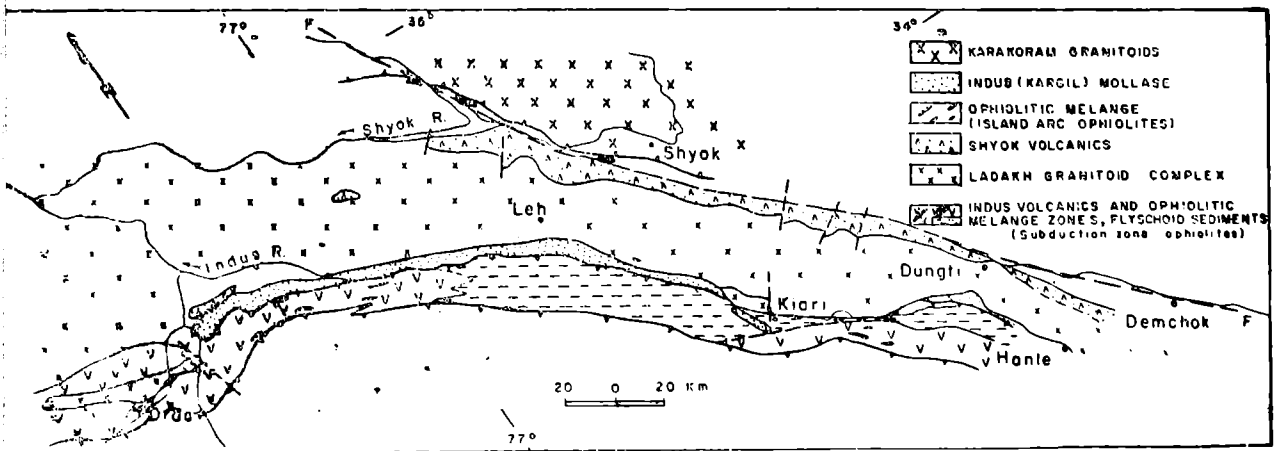 77°
F
36°
34°
KARAKORAM GRANITOIDS
INDUS (KARGIL) MOLLASE
OPHIOLITIC MELANGE
(ISLAND ARC OPHIOLITES)
SHYOK VOLCANICS
LADAKH GRANITOID COMPLEX
INDUS VOLCANICS AND OPHIOLITIC
MELANGE ZONES, FLYSCHOID SEDIMENTS
(Subduction zone ophiolites)
Shyok R.
Shyok
Leh
Indus R.
Dungti
Kiari
Demchok
F
Hanle
Dras
20 0 20 Km
77°